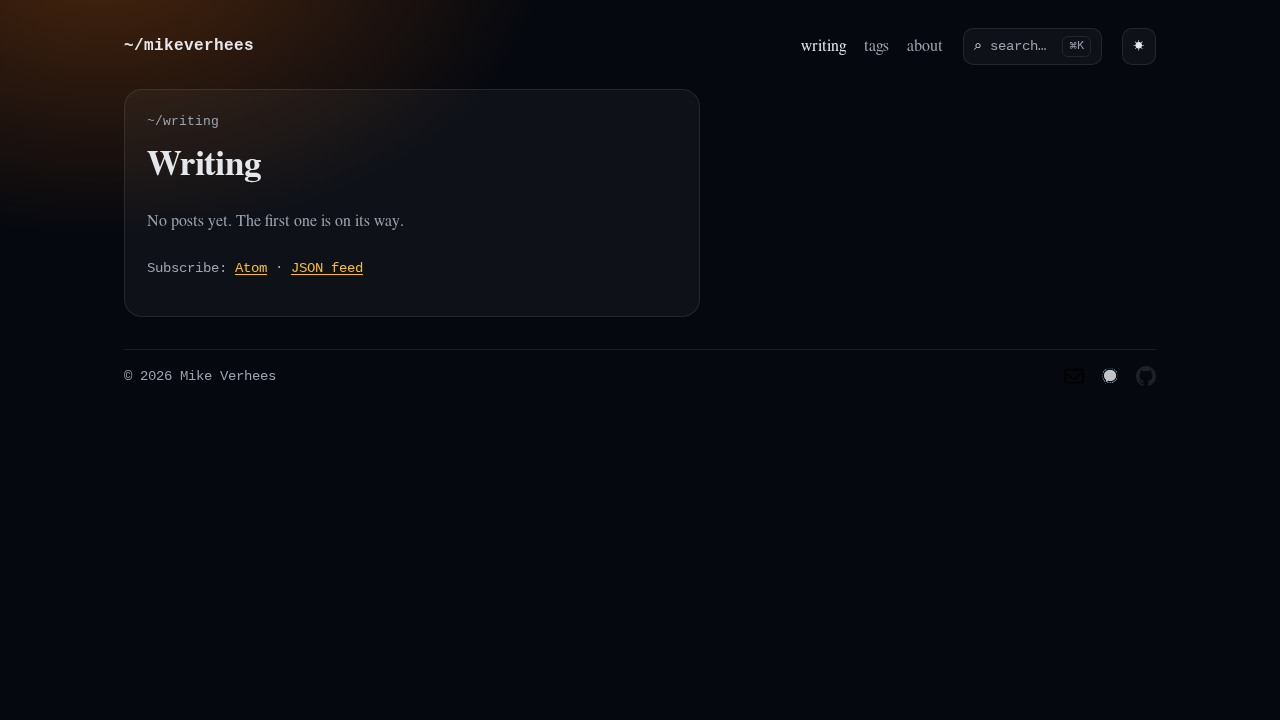 ~/mikeverhees
writing tags about search… ⌘K
~/writing
Writing
No posts yet. The first one is on its way.
Subscribe: Atom · JSON feed
© 2026 Mike Verhees